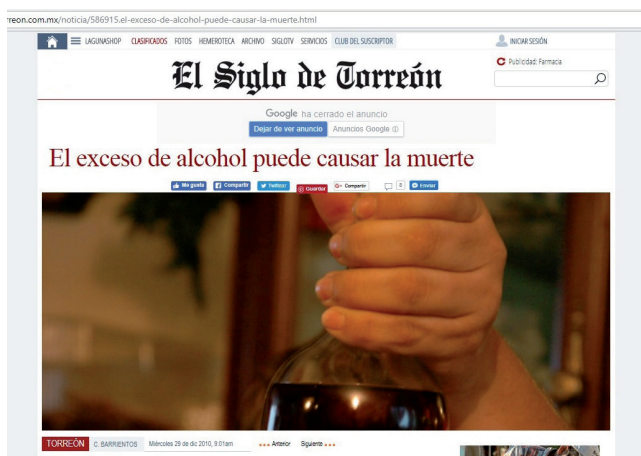 rreon.com.mx/noticia/586915.el-exceso-de-alcohol-puede-causar-la-muerte.html
LAGUNASHOP CLASIFICADOS FOTOS HEMEROTECA ARCHIVO SIGLOTV SERVICIOS CLUB DEL SUSCRIPTOR INICIAR SESIÓN
El Siglo de Torreón
Publicidad: Farmacia
Google ha cerrado el anuncio
Dejar de ver anuncio Anuncios Google
El exceso de alcohol puede causar la muerte
Me gusta Compartir Twittear Guardar G+ Compartir Enviar
TORREÓN C. BARRIENTOS Miércoles 29 de dic 2010, 9:01am Anterior Siguiente